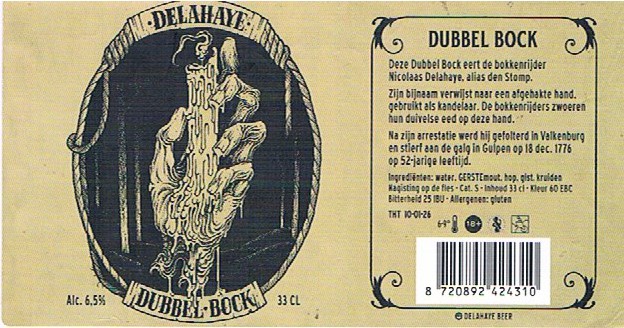 ·DELAHAYE·
DUBBEL·BOCK
Alc. 6,5%
33 CL
DUBBEL BOCK
Deze Dubbel Bock eert de bokkenrijder
Nicolaas Delahaye, alias den Stomp.
Zijn bijnaam verwijst naar een afgehakte hand,
gebruikt als kandelaar. De bokkenrijders zwoeren
hun duivelse eed op deze hand.
Na zijn arrestatie werd hij gefolterd in Valkenburg
en stierf aan de galg in Gulpen op 18 dec. 1776
op 52-jarige leeftijd.
Ingrediënten: water, GERSTEmout, hop, gist, kruiden
Nagisting op de fles · Cat. S · Inhoud 33 cl · Kleur 60 EBC
Bitterheid 25 IBU · Allergenen: gluten
THT 10-01-26
6-9° 18+
8 720892 424310
© DELAHAYE BEER